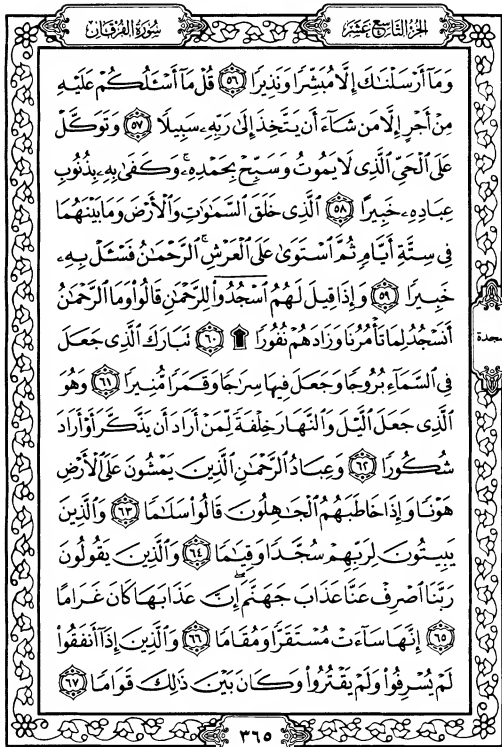 الجزء التاسع عشر
سورة الفرقان
وَمَآ أَرْسَلْنَٰكَ إِلَّا مُبَشِّرًا وَنَذِيرًا ۝٥٦ قُلْ مَآ أَسْـَٔلُكُمْ عَلَيْهِ
مِنْ أَجْرٍ إِلَّا مَن شَآءَ أَن يَتَّخِذَ إِلَىٰ رَبِّهِۦ سَبِيلًا ۝٥٧ وَتَوَكَّلْ
عَلَى ٱلْحَىِّ ٱلَّذِى لَا يَمُوتُ وَسَبِّحْ بِحَمْدِهِۦ ۚ وَكَفَىٰ بِهِۦ بِذُنُوبِ
عِبَادِهِۦ خَبِيرًا ۝٥٨ ٱلَّذِى خَلَقَ ٱلسَّمَٰوَٰتِ وَٱلْأَرْضَ وَمَا بَيْنَهُمَا
فِى سِتَّةِ أَيَّامٍ ثُمَّ ٱسْتَوَىٰ عَلَى ٱلْعَرْشِ ۚ ٱلرَّحْمَٰنُ فَسْـَٔلْ بِهِۦ
خَبِيرًا ۝٥٩ وَإِذَا قِيلَ لَهُمُ ٱسْجُدُوا۟ لِلرَّحْمَٰنِ قَالُوا۟ وَمَا ٱلرَّحْمَٰنُ
أَنَسْجُدُ لِمَا تَأْمُرُنَا وَزَادَهُمْ نُفُورًا ۩ ۝٦٠ تَبَارَكَ ٱلَّذِى جَعَلَ
سجدة
فِى ٱلسَّمَآءِ بُرُوجًا وَجَعَلَ فِيهَا سِرَٰجًا وَقَمَرًا مُّنِيرًا ۝٦١ وَهُوَ
ٱلَّذِى جَعَلَ ٱلَّيْلَ وَٱلنَّهَارَ خِلْفَةً لِّمَنْ أَرَادَ أَن يَذَّكَّرَ أَوْ أَرَادَ
شُكُورًا ۝٦٢ وَعِبَادُ ٱلرَّحْمَٰنِ ٱلَّذِينَ يَمْشُونَ عَلَى ٱلْأَرْضِ
هَوْنًا وَإِذَا خَاطَبَهُمُ ٱلْجَٰهِلُونَ قَالُوا۟ سَلَٰمًا ۝٦٣ وَٱلَّذِينَ
يَبِيتُونَ لِرَبِّهِمْ سُجَّدًا وَقِيَٰمًا ۝٦٤ وَٱلَّذِينَ يَقُولُونَ
رَبَّنَا ٱصْرِفْ عَنَّا عَذَابَ جَهَنَّمَ ۖ إِنَّ عَذَابَهَا كَانَ غَرَامًا
۝٦٥ إِنَّهَا سَآءَتْ مُسْتَقَرًّا وَمُقَامًا ۝٦٦ وَٱلَّذِينَ إِذَآ أَنفَقُوا۟
لَمْ يُسْرِفُوا۟ وَلَمْ يَقْتُرُوا۟ وَكَانَ بَيْنَ ذَٰلِكَ قَوَامًا ۝٦٧
٣٦٥